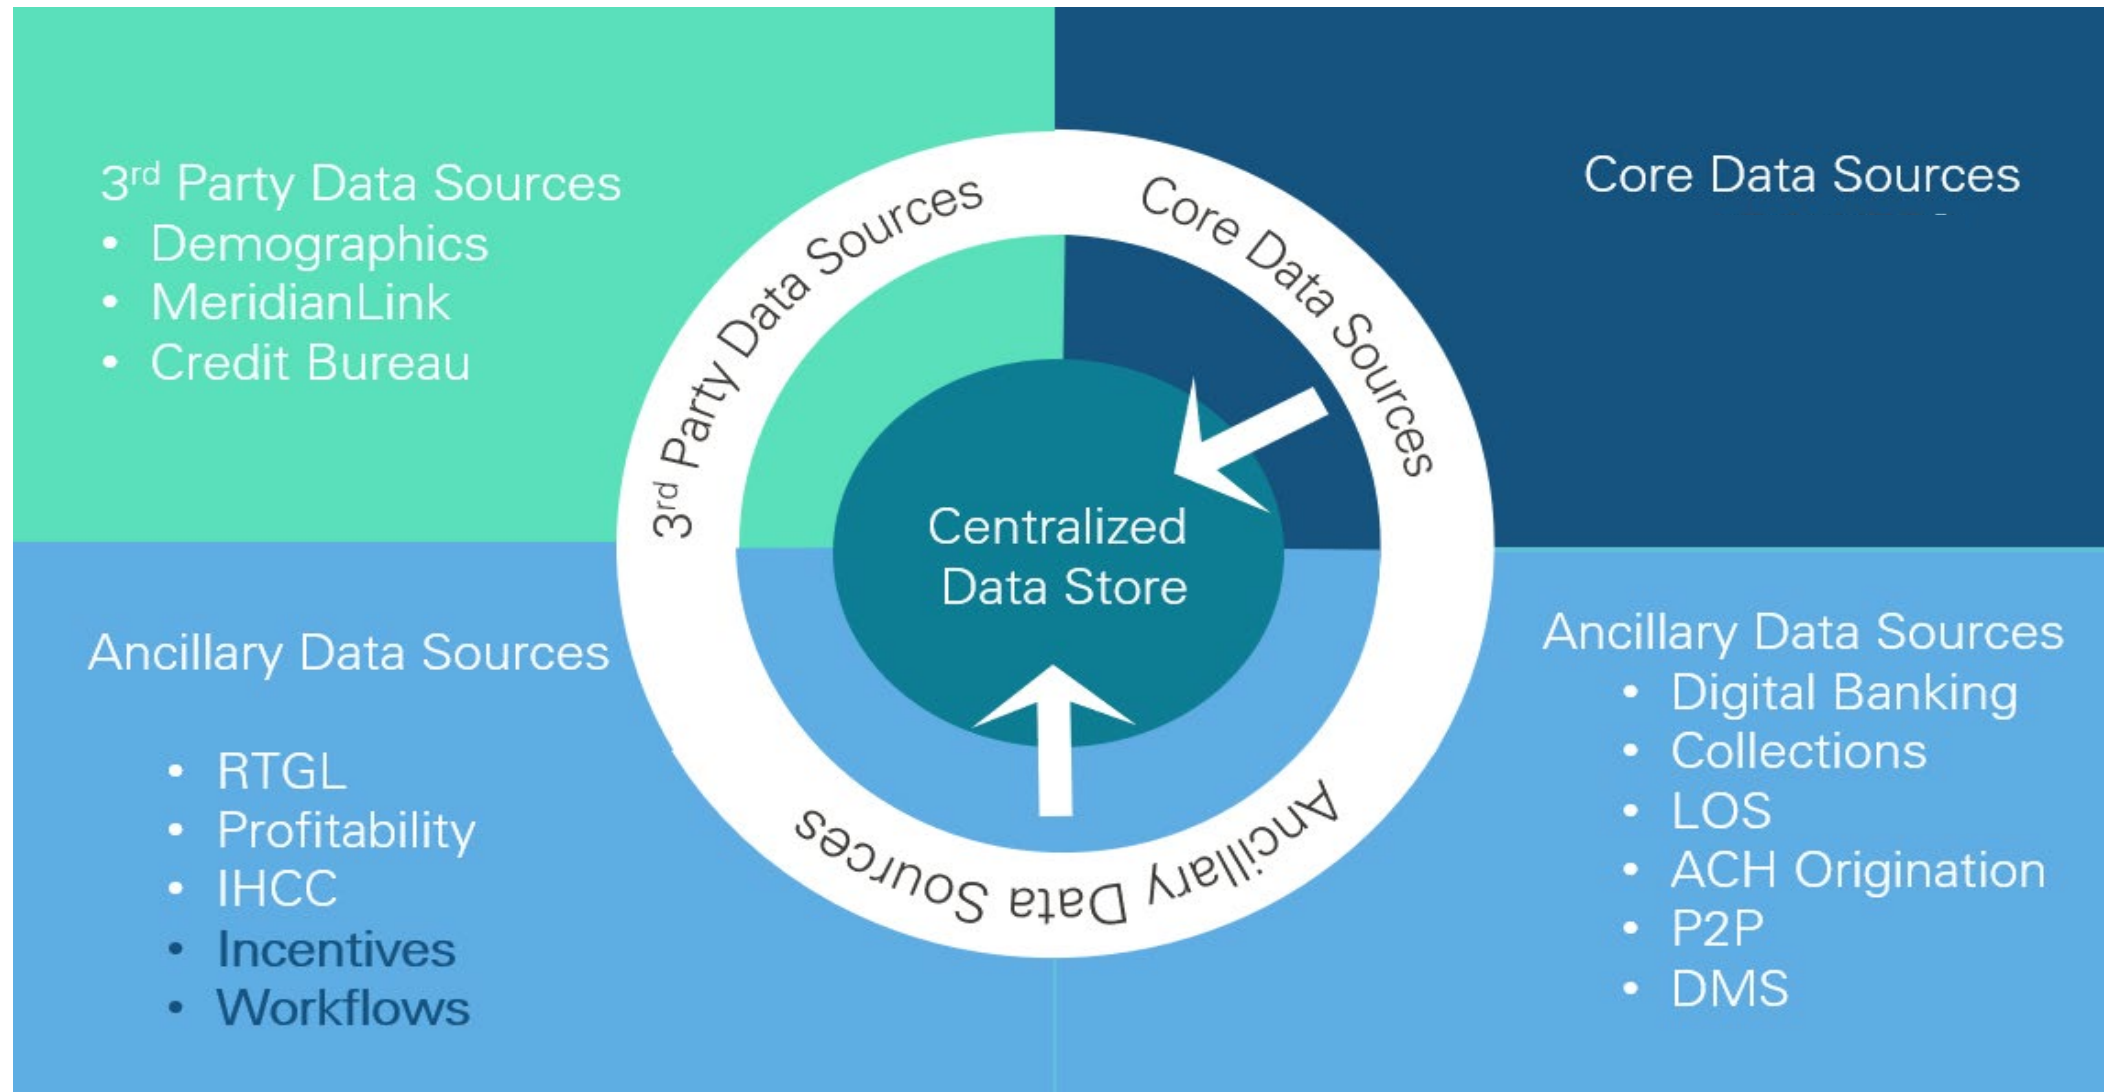 3rd Party Data Sources
• Demographics
• MeridianLink
• Credit Bureau
Core Data Sources
3rd Party Data Sources
Core Data Sources
Centralized
Data Store
Ancillary Data Sources
Ancillary Data Sources
• RTGL
• Profitability
• IHCC
• Incentives
• Workflows
Ancillary Data Sources
• Digital Banking
• Collections
• LOS
• ACH Origination
• P2P
• DMS